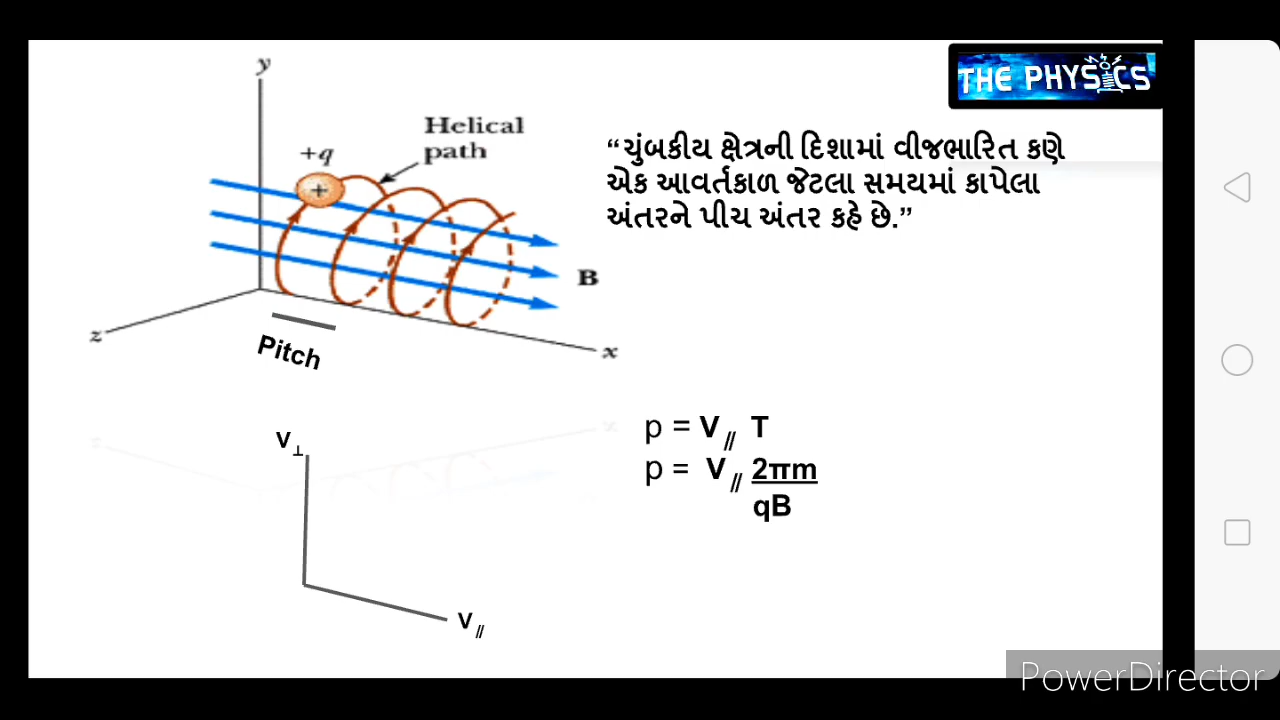 THE PHYSICS
y
Helical
path
+q
+
"ચુંબકીય ક્ષેત્રની દિશામાં વીજભારિત કણે
એક આવર્તકાળ જેટલા સમયમાં કાપેલા
અંતરને પીચ અંતર કહે છે."
B
z
x
Pitch
p = V∥ T
p = V∥ 2πm
qB
V⊥
V∥
PowerDirector